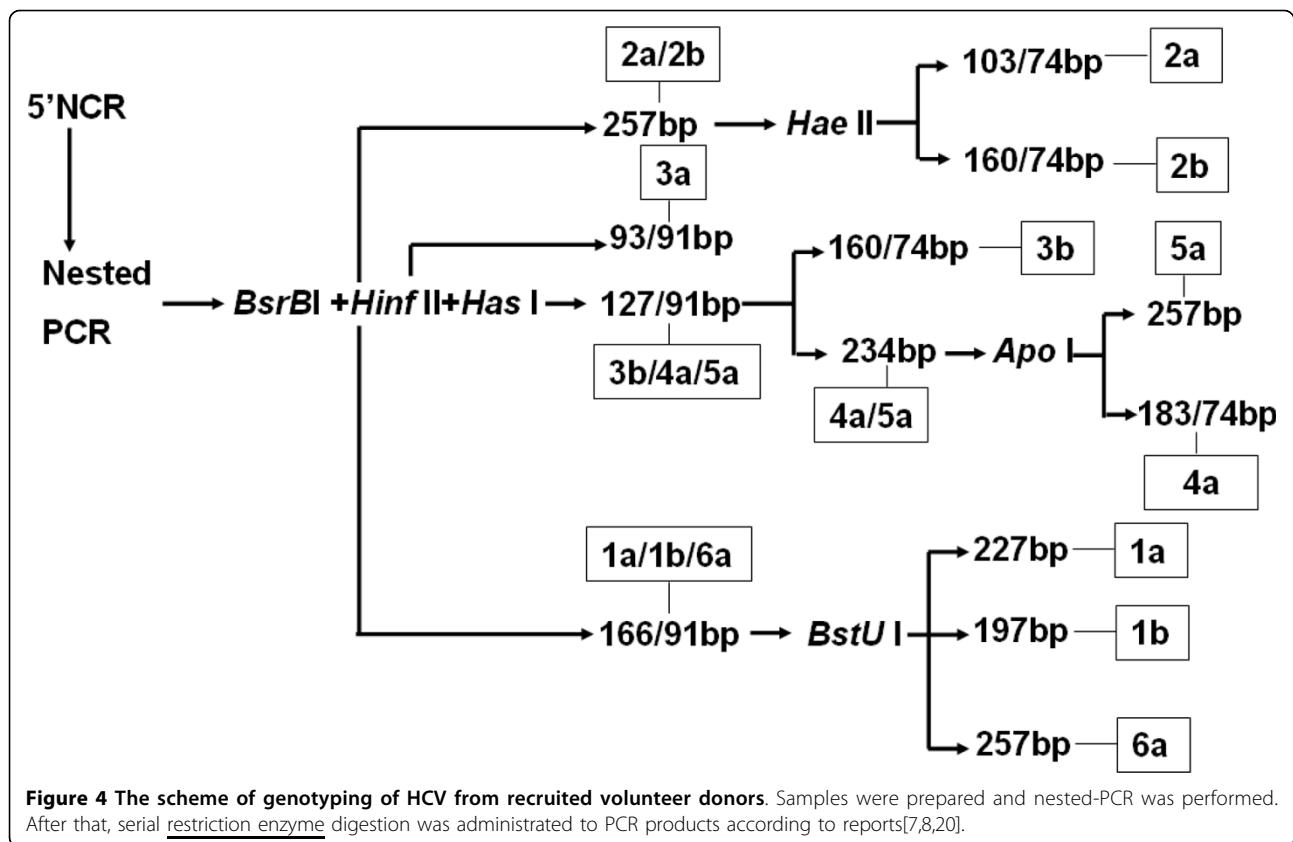 2a/2b
103/74bp
2a
5'NCR
257bp
Hae II
160/74bp
2b
3a
93/91bp
160/74bp
3b
5a
Nested
PCR
BsrBI +Hinf II+Has I
127/91bp
257bp
3b/4a/5a
234bp
Apo I
4a/5a
183/74bp
4a
1a/1b/6a
227bp
1a
166/91bp
BstU I
197bp
1b
257bp
6a
Figure 4 The scheme of genotyping of HCV from recruited volunteer donors. Samples were prepared and nested-PCR was performed.
After that, serial restriction enzyme digestion was administrated to PCR products according to reports[7,8,20].